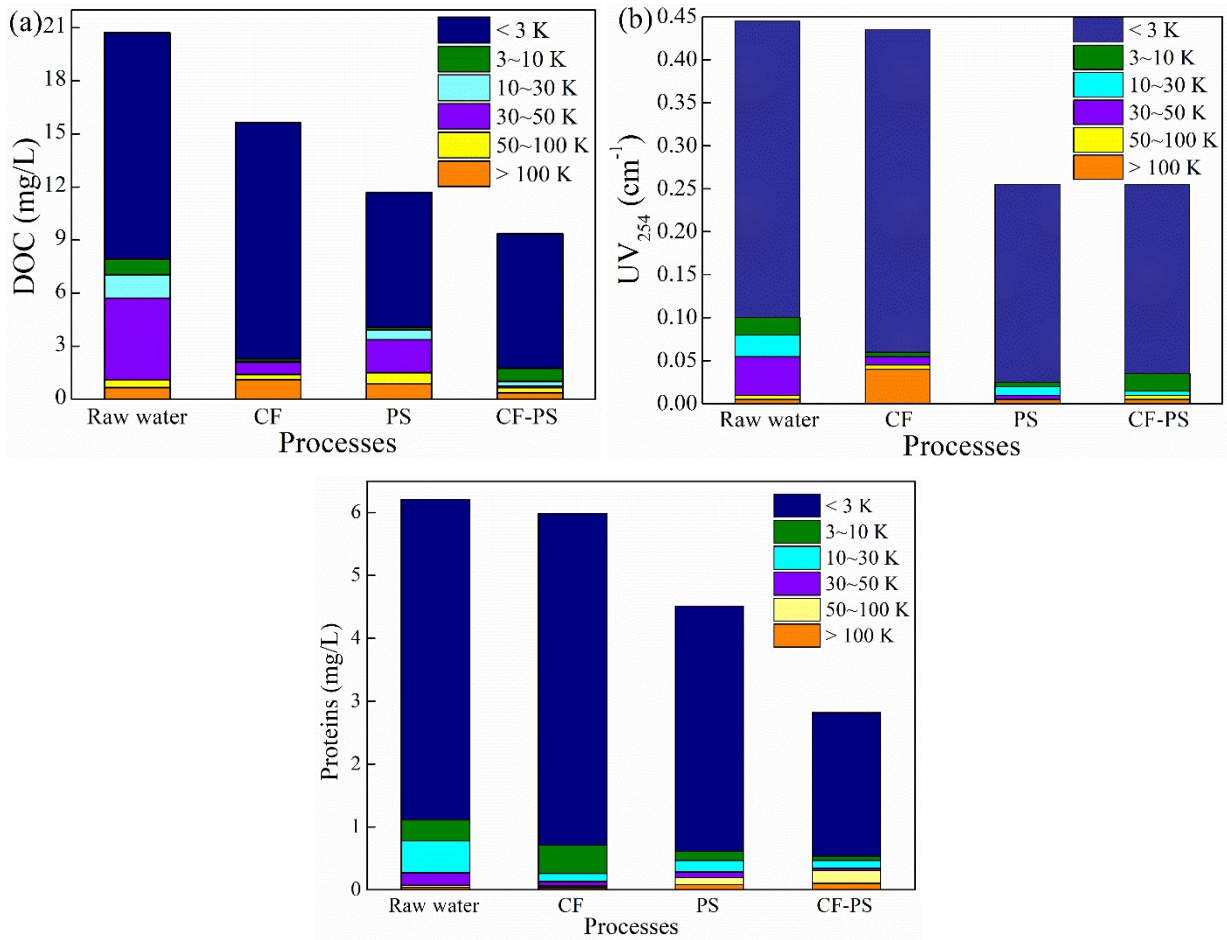 (a)
DOC (mg/L)
21
18
15
12
9
6
3
0
< 3 K
3~10 K
10~30 K
30~50 K
50~100 K
> 100 K
Raw water CF PS CF-PS
Processes
(b)
UV254 (cm-1)
0.45
0.40
0.35
0.30
0.25
0.20
0.15
0.10
0.05
0.00
< 3 K
3~10 K
10~30 K
30~50 K
50~100 K
> 100 K
Raw water CF PS CF-PS
Processes
Proteins (mg/L)
6
5
4
3
2
1
0
< 3 K
3~10 K
10~30 K
30~50 K
50~100 K
> 100 K
Raw water CF PS CF-PS
Processes